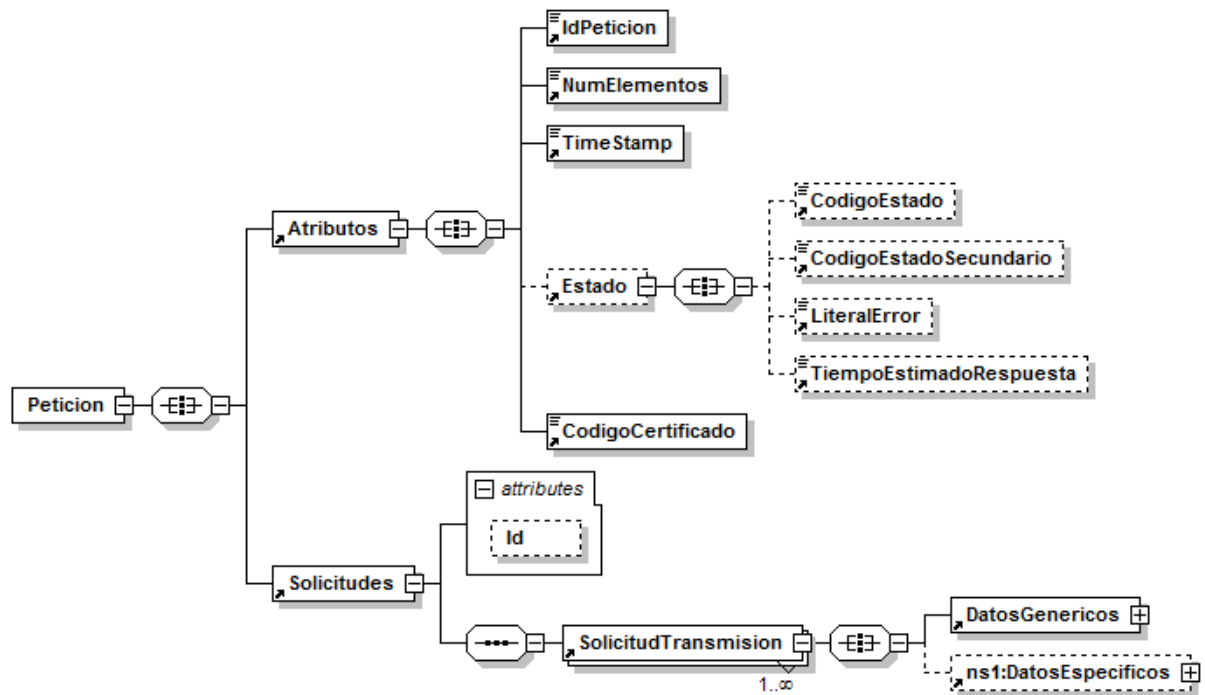 IdPeticion
NumElementos
TimeStamp
CodigoEstado
Atributos
CodigoEstadoSecundario
Estado
LiteralError
TiempoEstimadoRespuesta
Peticion
CodigoCertificado
attributes
Id
Solicitudes
DatosGenericos
SolicitudTransmision
ns1:DatosEspecificos
1..∞